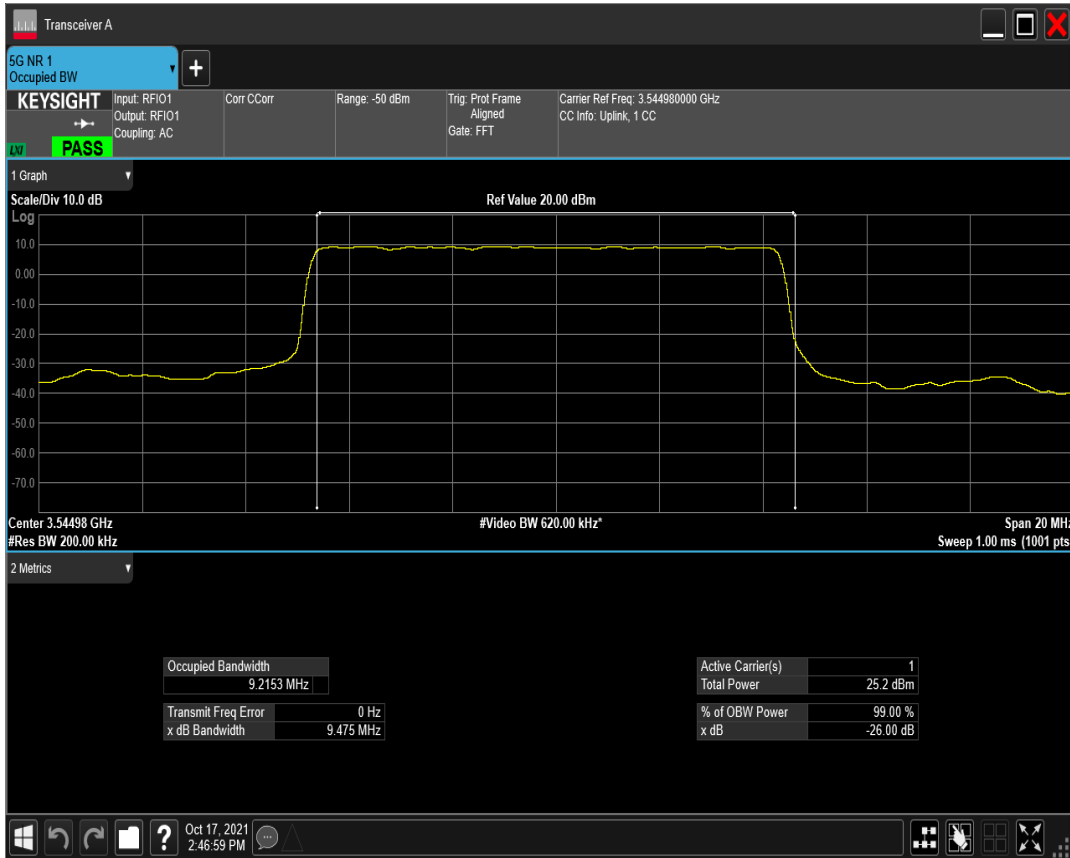 Transceiver A
5G NR 1
Occupied BW
KEYSIGHT
LXI
PASS
Input: RFIO1
Output: RFIO1
Coupling: AC
Corr CCorr
Range: -50 dBm
Trig: Prot Frame
Aligned
Gate: FFT
Carrier Ref Freq: 3.544980000 GHz
CC Info: Uplink, 1 CC
1 Graph
Scale/Div 10.0 dB
Ref Value 20.00 dBm
Log
10.0
0.00
-10.0
-20.0
-30.0
-40.0
-50.0
-60.0
-70.0
Center 3.54498 GHz
#Video BW 620.00 kHz*
Span 20 MHz
#Res BW 200.00 kHz
Sweep 1.00 ms (1001 pts
2 Metrics
Occupied Bandwidth
9.2153 MHz
Transmit Freq Error 0 Hz
x dB Bandwidth 9.475 MHz
Active Carrier(s) 1
Total Power 25.2 dBm
% of OBW Power 99.00 %
x dB -26.00 dB
Oct 17, 2021
2:46:59 PM